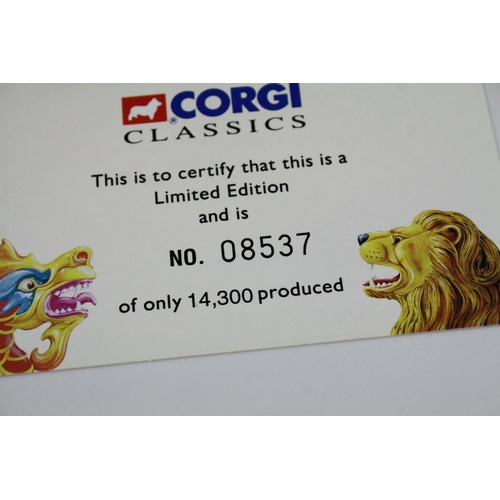 CORGI
®
CLASSICS
This is to certify that this is a
Limited Edition
and is
NO. 08537
of only 14,300 produced